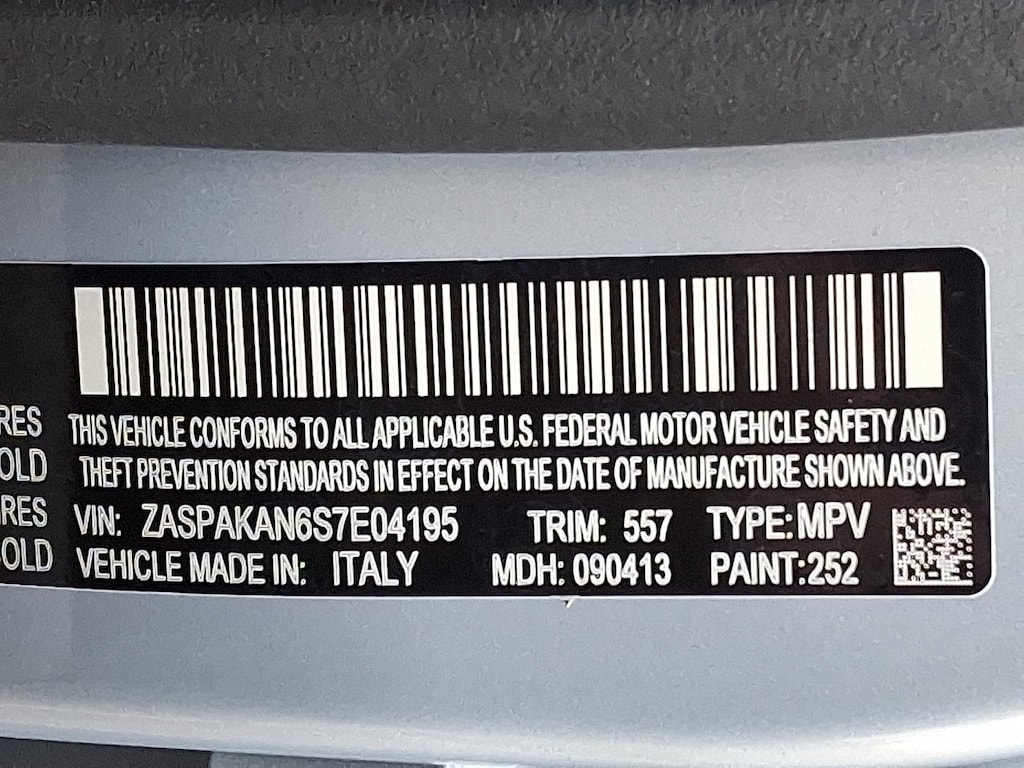 THIS VEHICLE CONFORMS TO ALL APPLICABLE U.S. FEDERAL MOTOR VEHICLE SAFETY AND
THEFT PREVENTION STANDARDS IN EFFECT ON THE DATE OF MANUFACTURE SHOWN ABOVE.
VIN: ZASPAKAN6S7E04195 TRIM: 557 TYPE: MPV
VEHICLE MADE IN: ITALY MDH: 090413 PAINT: 252
RES
OLD
RES
OLD